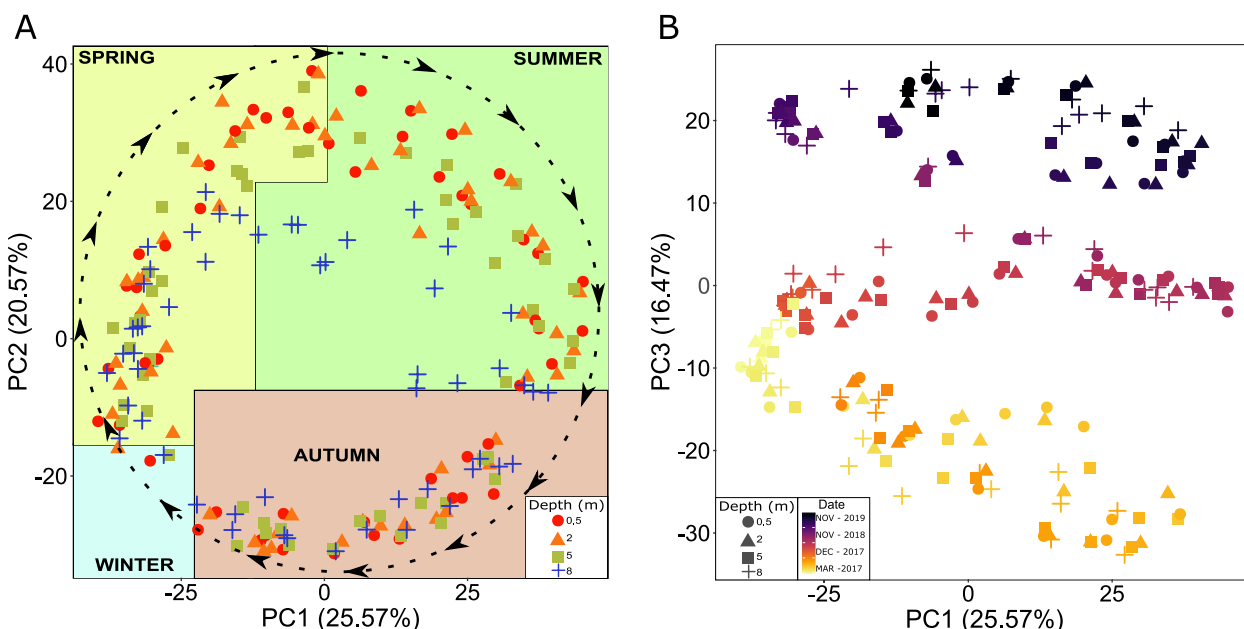 A
B
SPRING
SUMMER
AUTUMN
WINTER
40
20
0
-20
PC2 (20.57%)
-25
0
25
PC1 (25.57%)
Depth (m)
0,5
2
5
8
20
10
0
-10
-20
-30
PC3 (16.47%)
-25
0
25
PC1 (25.57%)
Depth (m)
0,5
2
5
8
Date
NOV - 2019
NOV - 2018
DEC - 2017
MAR -2017